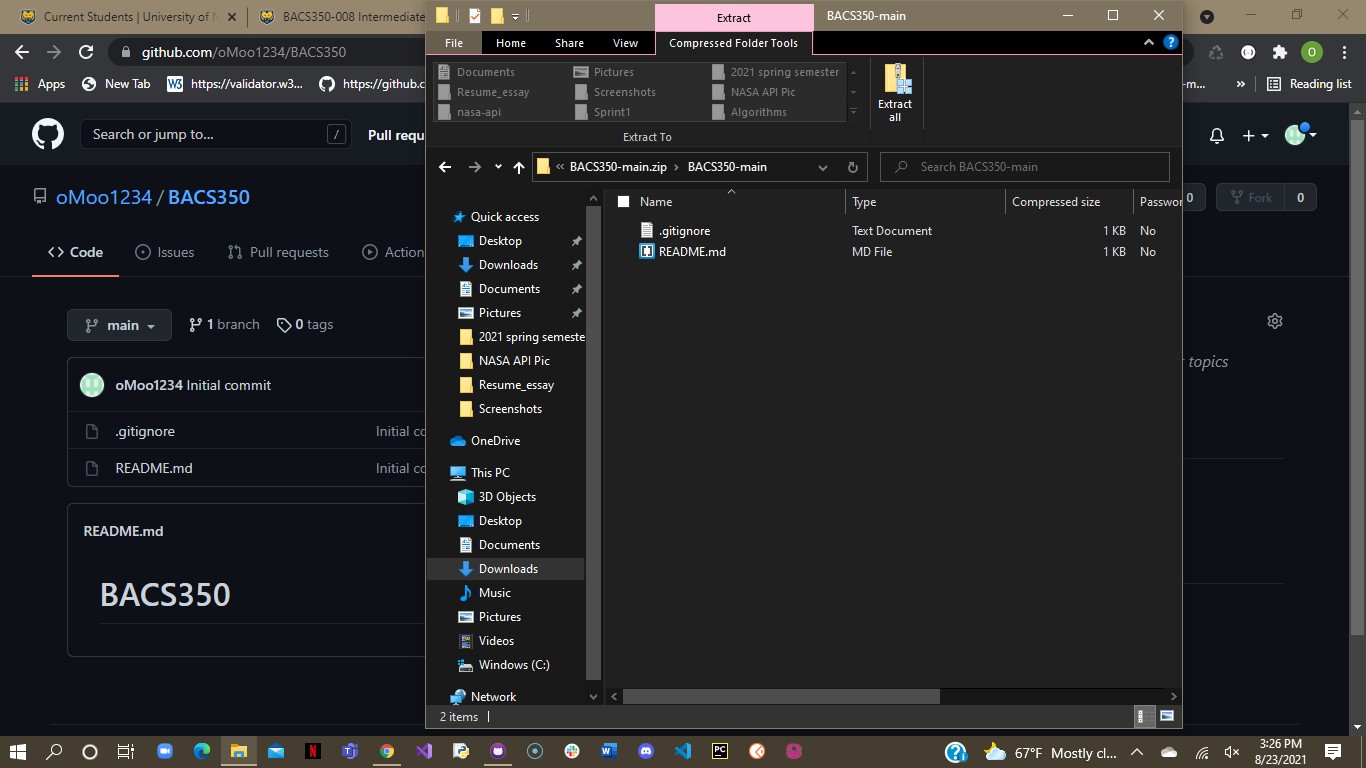 Current Students | University of N
BACS350-008 Intermediate
Extract
BACS350-main
File
Home
Share
View
Compressed Folder Tools
github.com/oMoo1234/BACS350
O
Apps
New Tab
https://validator.w3...
https://github.c
»
Reading list
Documents
Pictures
2021 spring semester
Resume_essay
Screenshots
NASA API Pic
nasa-api
Sprint1
Algorithms
Extract all
Extract To
Search or jump to...
/
Pull requ
« BACS350-main.zip › BACS350-main
Search BACS350-main
oMoo1234 / BACS350
0
Fork
0
Name
Type
Compressed size
Passwor
.gitignore
Text Document
1 KB
No
README.md
MD File
1 KB
No
Code
Issues
Pull requests
Action
main
1 branch
0 tags
topics
oMoo1234 Initial commit
.gitignore
Initial co
README.md
Initial co
README.md
BACS350
Quick access
Desktop
Downloads
Documents
Pictures
2021 spring semeste
NASA API Pic
Resume_essay
Screenshots
OneDrive
This PC
3D Objects
Desktop
Documents
Downloads
Music
Pictures
Videos
Windows (C:)
Network
2 items
67°F Mostly cl...
3:26 PM
8/23/2021